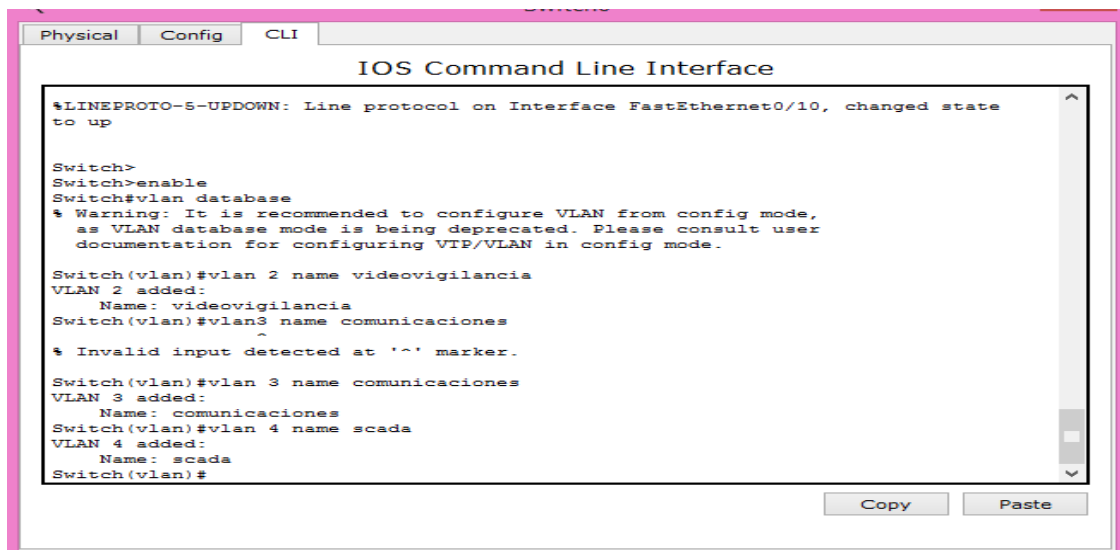 Physical Config CLI
IOS Command Line Interface
%LINEPROTO-5-UPDOWN: Line protocol on Interface FastEthernet0/10, changed state
to up
Switch>
Switch>enable
Switch#vlan database
% Warning: It is recommended to configure VLAN from config mode,
as VLAN database mode is being deprecated. Please consult user
documentation for configuring VTP/VLAN in config mode.
Switch(vlan)#vlan 2 name videovigilancia
VLAN 2 added:
Name: videovigilancia
Switch(vlan)#vlan3 name comunicaciones
^
% Invalid input detected at '^' marker.
Switch(vlan)#vlan 3 name comunicaciones
VLAN 3 added:
Name: comunicaciones
Switch(vlan)#vlan 4 name scada
VLAN 4 added:
Name: scada
Switch(vlan)#
Copy Paste